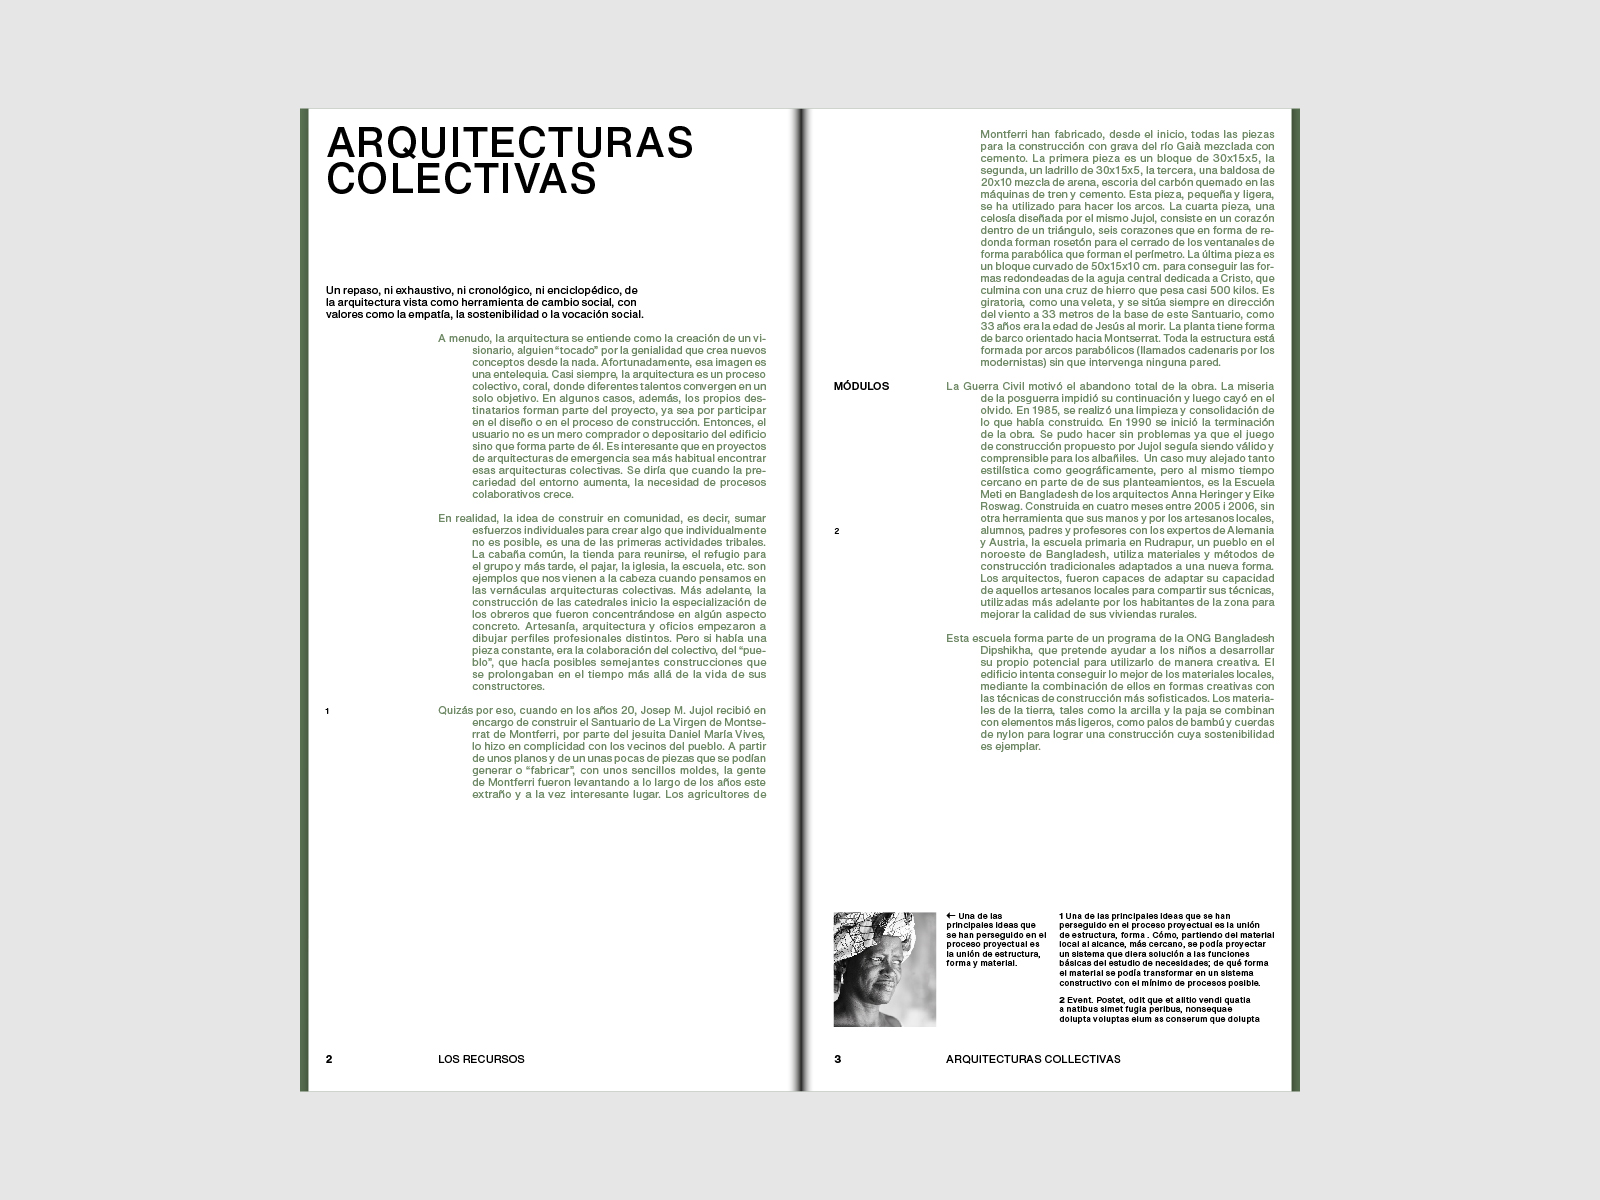 ARQUITECTURAS
COLECTIVAS
Un repaso, ni exhaustivo, ni cronológico, ni enciclopédico, de
la arquitectura vista como herramienta de cambio social, con
valores como la empatía, la sostenibilidad o la vocación social.
A menudo, la arquitectura se entiende como la creación de un vi-
sionario, alguien “tocado” por la genialidad que crea nuevos
conceptos desde la nada. Afortunadamente, esa imagen es
una entelequia. Casi siempre, la arquitectura es un proceso
colectivo, coral, donde diferentes talentos convergen en un
solo objetivo. En algunos casos, además, los propios des-
tinatarios forman parte del proyecto, ya sea por participar
en el diseño o en el proceso de construcción. Entonces, el
usuario no es un mero comprador o depositario del edificio
sino que forma parte de él. Es interesante que en proyectos
de arquitecturas de emergencia sea más habitual encontrar
esas arquitecturas colectivas. Se diría que cuando la pre-
cariedad del entorno aumenta, la necesidad de procesos
colaborativos crece.
En realidad, la idea de construir en comunidad, es decir, sumar
esfuerzos individuales para crear algo que individualmente
no es posible, es una de las primeras actividades tribales.
La cabaña común, la tienda para reunirse, el refugio para
el grupo y más tarde, el pajar, la iglesia, la escuela, etc. son
ejemplos que nos vienen a la cabeza cuando pensamos en
las vernáculas arquitecturas colectivas. Más adelante, la
construcción de las catedrales inicio la especialización de
los obreros que fueron concentrándose en algún aspecto
concreto. Artesanía, arquitectura y oficios empezaron a
dibujar perfiles profesionales distintos. Pero si había una
pieza constante, era la colaboración del colectivo, del “pue-
blo”, que hacía posibles semejantes construcciones que
se prolongaban en el tiempo más allá de la vida de sus
constructores.
1
Quizás por eso, cuando en los años 20, Josep M. Jujol recibió en
encargo de construir el Santuario de La Virgen de Montse-
rrat de Montferri, por parte del jesuita Daniel María Vives,
lo hizo en complicidad con los vecinos del pueblo. A partir
de unos planos y de un unas pocas de piezas que se podían
generar o “fabricar”, con unos sencillos moldes, la gente
de Montferri fueron levantando a lo largo de los años este
extraño y a la vez interesante lugar. Los agricultores de
2
LOS RECURSOS
Montferri han fabricado, desde el inicio, todas las piezas
para la construcción con grava del río Gaià mezclada con
cemento. La primera pieza es un bloque de 30x15x5, la
segunda, un ladrillo de 30x15x5, la tercera, una baldosa de
20x10 mezcla de arena, escoria del carbón quemado en las
máquinas de tren y cemento. Esta pieza, pequeña y ligera,
se ha utilizado para hacer los arcos. La cuarta pieza, una
celosía diseñada por el mismo Jujol, consiste en un corazón
dentro de un triángulo, seis corazones que en forma de re-
donda forman rosetón para el cerrado de los ventanales de
forma parabólica que forman el perímetro. La última pieza es
un bloque curvado de 50x15x10 cm. para conseguir las for-
mas redondeadas de la aguja central dedicada a Cristo, que
culmina con una cruz de hierro que pesa casi 500 kilos. Es
giratoria, como una veleta, y se sitúa siempre en dirección
del viento a 33 metros de la base de este Santuario, como
33 años era la edad de Jesús al morir. La planta tiene forma
de barco orientado hacia Montserrat. Toda la estructura está
formada por arcos parabólicos (llamados cadenaris por los
modernistas) sin que intervenga ninguna pared.
MÓDULOS
La Guerra Civil motivó el abandono total de la obra. La miseria
de la posguerra impidió su continuación y luego cayó en el
olvido. En 1985, se realizó una limpieza y consolidación de
lo que había construido. En 1990 se inició la terminación
de la obra. Se pudo hacer sin problemas ya que el juego
de construcción propuesto por Jujol seguía siendo válido y
comprensible para los albañiles. Un caso muy alejado tanto
estilística como geográficamente, pero al mismo tiempo
cercano en parte de de sus planteamientos, es la Escuela
Meti en Bangladesh de los arquitectos Anna Heringer y Eike
Roswag. Construida en cuatro meses entre 2005 i 2006, sin
otra herramienta que sus manos y por los artesanos locales,
2
alumnos, padres y profesores con los expertos de Alemania
y Austria, la escuela primaria en Rudrapur, un pueblo en el
noroeste de Bangladesh, utiliza materiales y métodos de
construcción tradicionales adaptados a una nueva forma.
Los arquitectos, fueron capaces de adaptar su capacidad
de aquellos artesanos locales para compartir sus técnicas,
utilizadas más adelante por los habitantes de la zona para
mejorar la calidad de sus viviendas rurales.
Esta escuela forma parte de un programa de la ONG Bangladesh
Dipshikha, que pretende ayudar a los niños a desarrollar
su propio potencial para utilizarlo de manera creativa. El
edificio intenta conseguir lo mejor de los materiales locales,
mediante la combinación de ellos en formas creativas con
las técnicas de construcción más sofisticados. Los materia-
les de la tierra, tales como la arcilla y la paja se combinan
con elementos más ligeros, como palos de bambú y cuerdas
de nylon para lograr una construcción cuya sostenibilidad
es ejemplar.
← Una de las
principales ideas que
se han perseguido en el
proceso proyectual es
la unión de estructura,
forma y material.
1 Una de las principales ideas que se han
perseguido en el proceso proyectual es la unión
de estructura, forma . Cómo, partiendo del material
local al alcance, más cercano, se podía proyectar
un sistema que diera solución a las funciones
básicas del estudio de necesidades; de qué forma
el material se podía transformar en un sistema
constructivo con el mínimo de procesos posible.
2 Event. Postet, odit que et alitio vendi quatia
a natibus simet fugia peribus, nonsequae
dolupta voluptas eium as conserum que dolupta
3
ARQUITECTURAS COLLECTIVAS